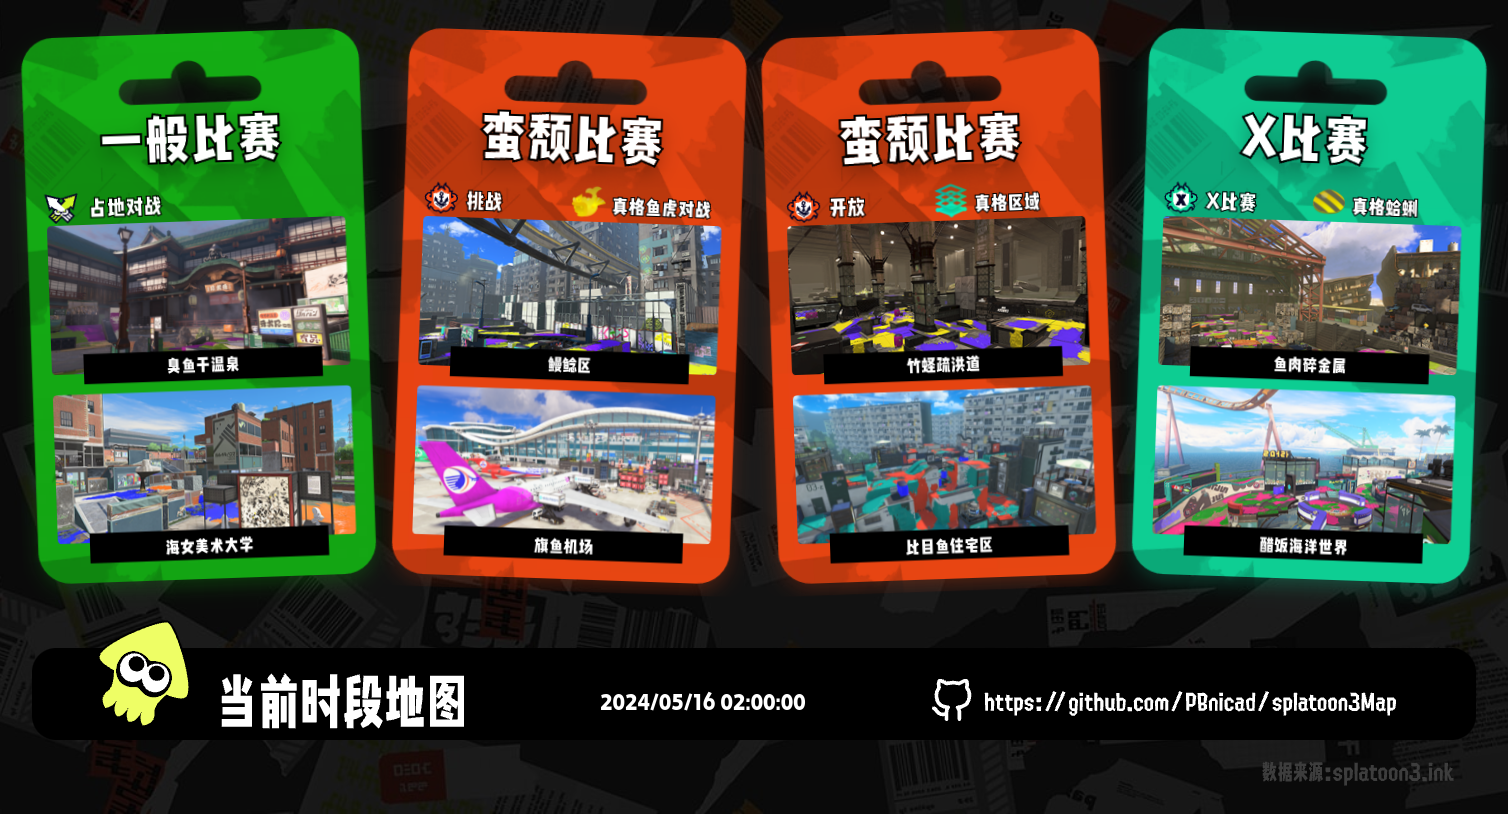 一般比赛
占地对战
臭鱼干温泉
海女美术大学
蛮颓比赛
挑战
真格鱼虎对战
鳗鲶区
旗鱼机场
蛮颓比赛
开放
真格区域
竹蛏疏洪道
比目鱼住宅区
X比赛
X比赛
真格蛤蜊
鱼肉碎金属
醋饭海洋世界
当前时段地图
2024/05/16 02:00:00
https://github.com/PBnicad/splatoon3Map
数据来源:splatoon3.ink